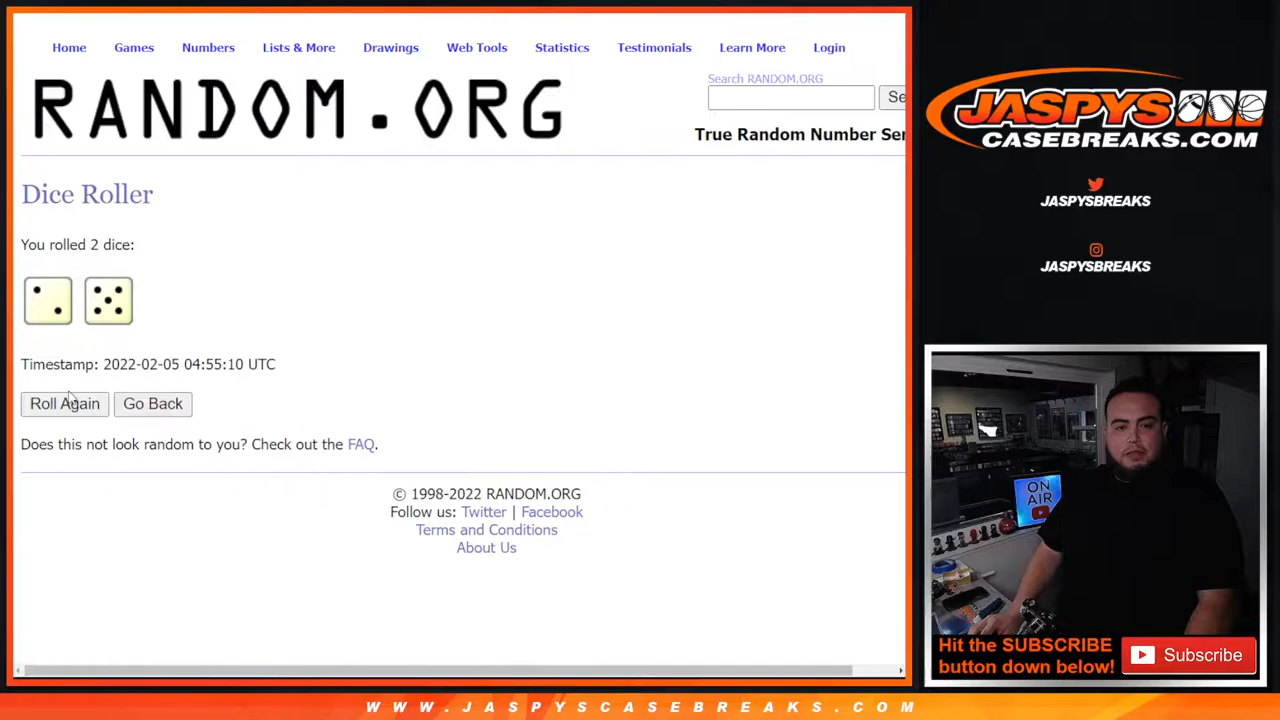 Home Games Numbers Lists & More Drawings Web Tools Statistics Testimonials Learn More Login
RANDOM.ORG
Search RANDOM.ORG
Se
True Random Number Ser
Dice Roller
You rolled 2 dice:
Timestamp: 2022-02-05 04:55:10 UTC
Roll Again Go Back
Does this not look random to you? Check out the FAQ.
© 1998-2022 RANDOM.ORG
Follow us: Twitter | Facebook
Terms and Conditions
About Us
JASPYS
CASEBREAKS.COM
JASPYSBREAKS
JASPYSBREAKS
ON
AIR
Hit the SUBSCRIBE
button down below!
Subscribe
WWW.JASPYSCASEBREAKS.COM